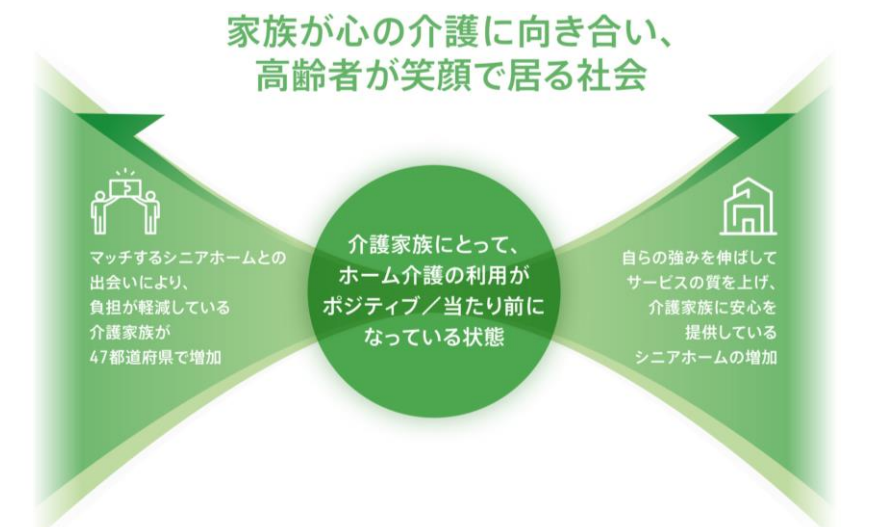 家族が心の介護に向き合い、
高齢者が笑顔で居る社会
マッチするシニアホームとの
出会いにより、
負担が軽減している
介護家族が
47都道府県で増加
介護家族にとって、
ホーム介護の利用が
ポジティブ／当たり前に
なっている状態
自らの強みを伸ばして
サービスの質を上げ、
介護家族に安心を
提供している
シニアホームの増加